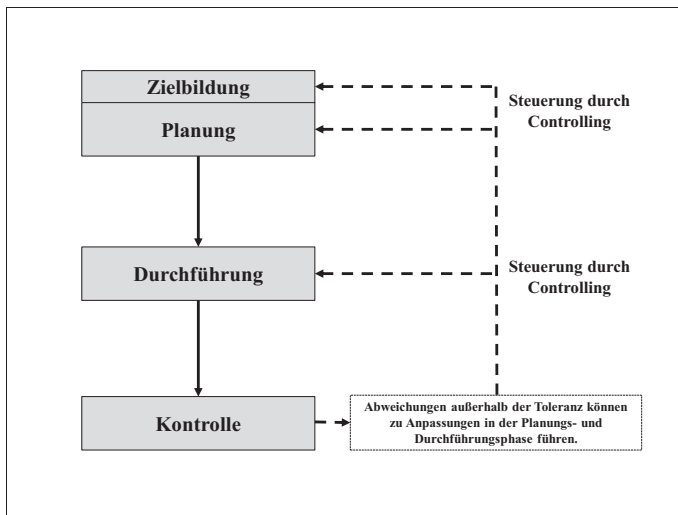 Zielbildung
Planung
Steuerung durch
Controlling
Durchführung
Steuerung durch
Controlling
Kontrolle
Abweichungen außerhalb der Toleranz können
zu Anpassungen in der Planungs- und
Durchführungsphase führen.